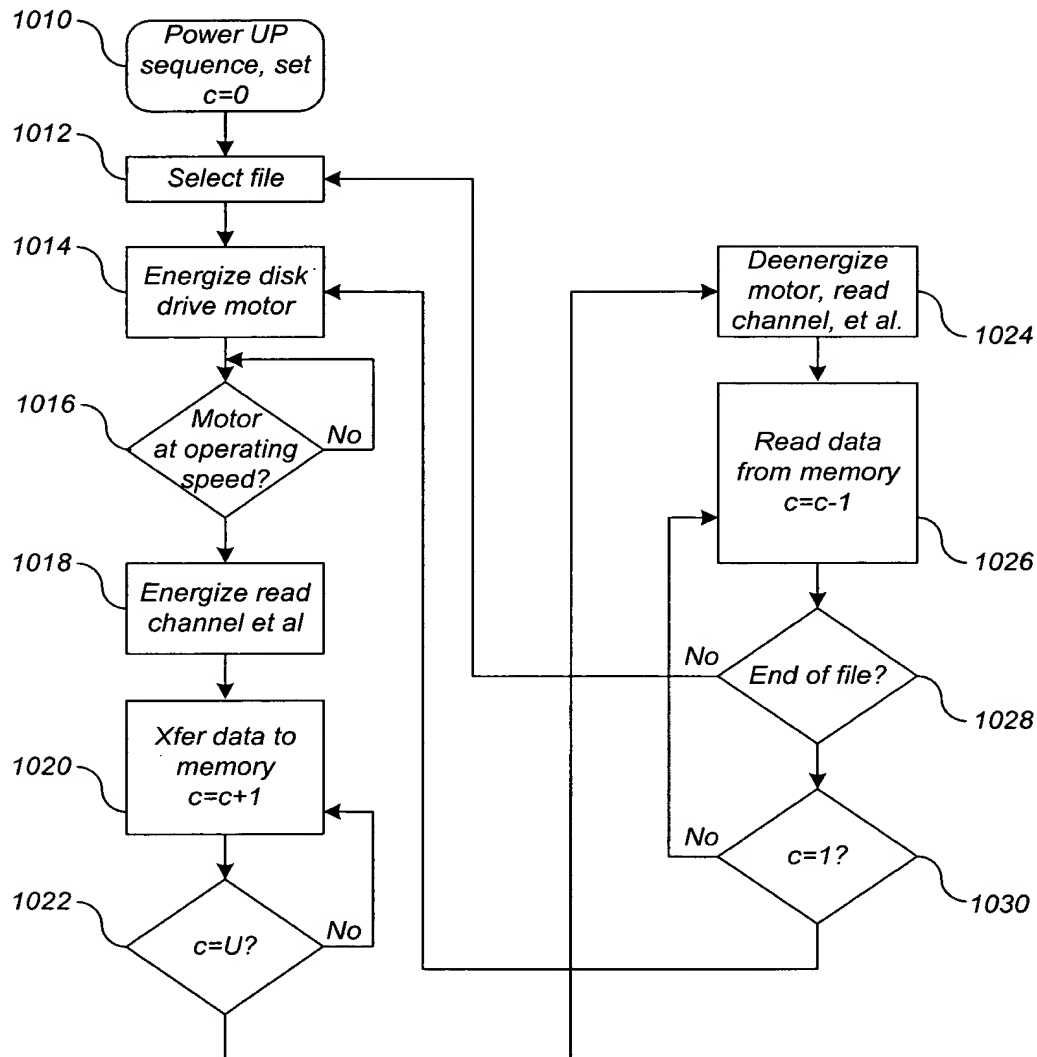 1010
Power UP
sequence, set
c=0
1012
Select file
1014
Energize disk
drive motor
1016
Motor
at operating
speed?
No
1018
Energize read
channel et al
1020
Xfer data to
memory
c=c+1
1022
c=U?
No
Deenergize
motor, read
channel, et al.
1024
Read data
from memory
c=c-1
1026
No
End of file?
1028
No
c=1?
1030